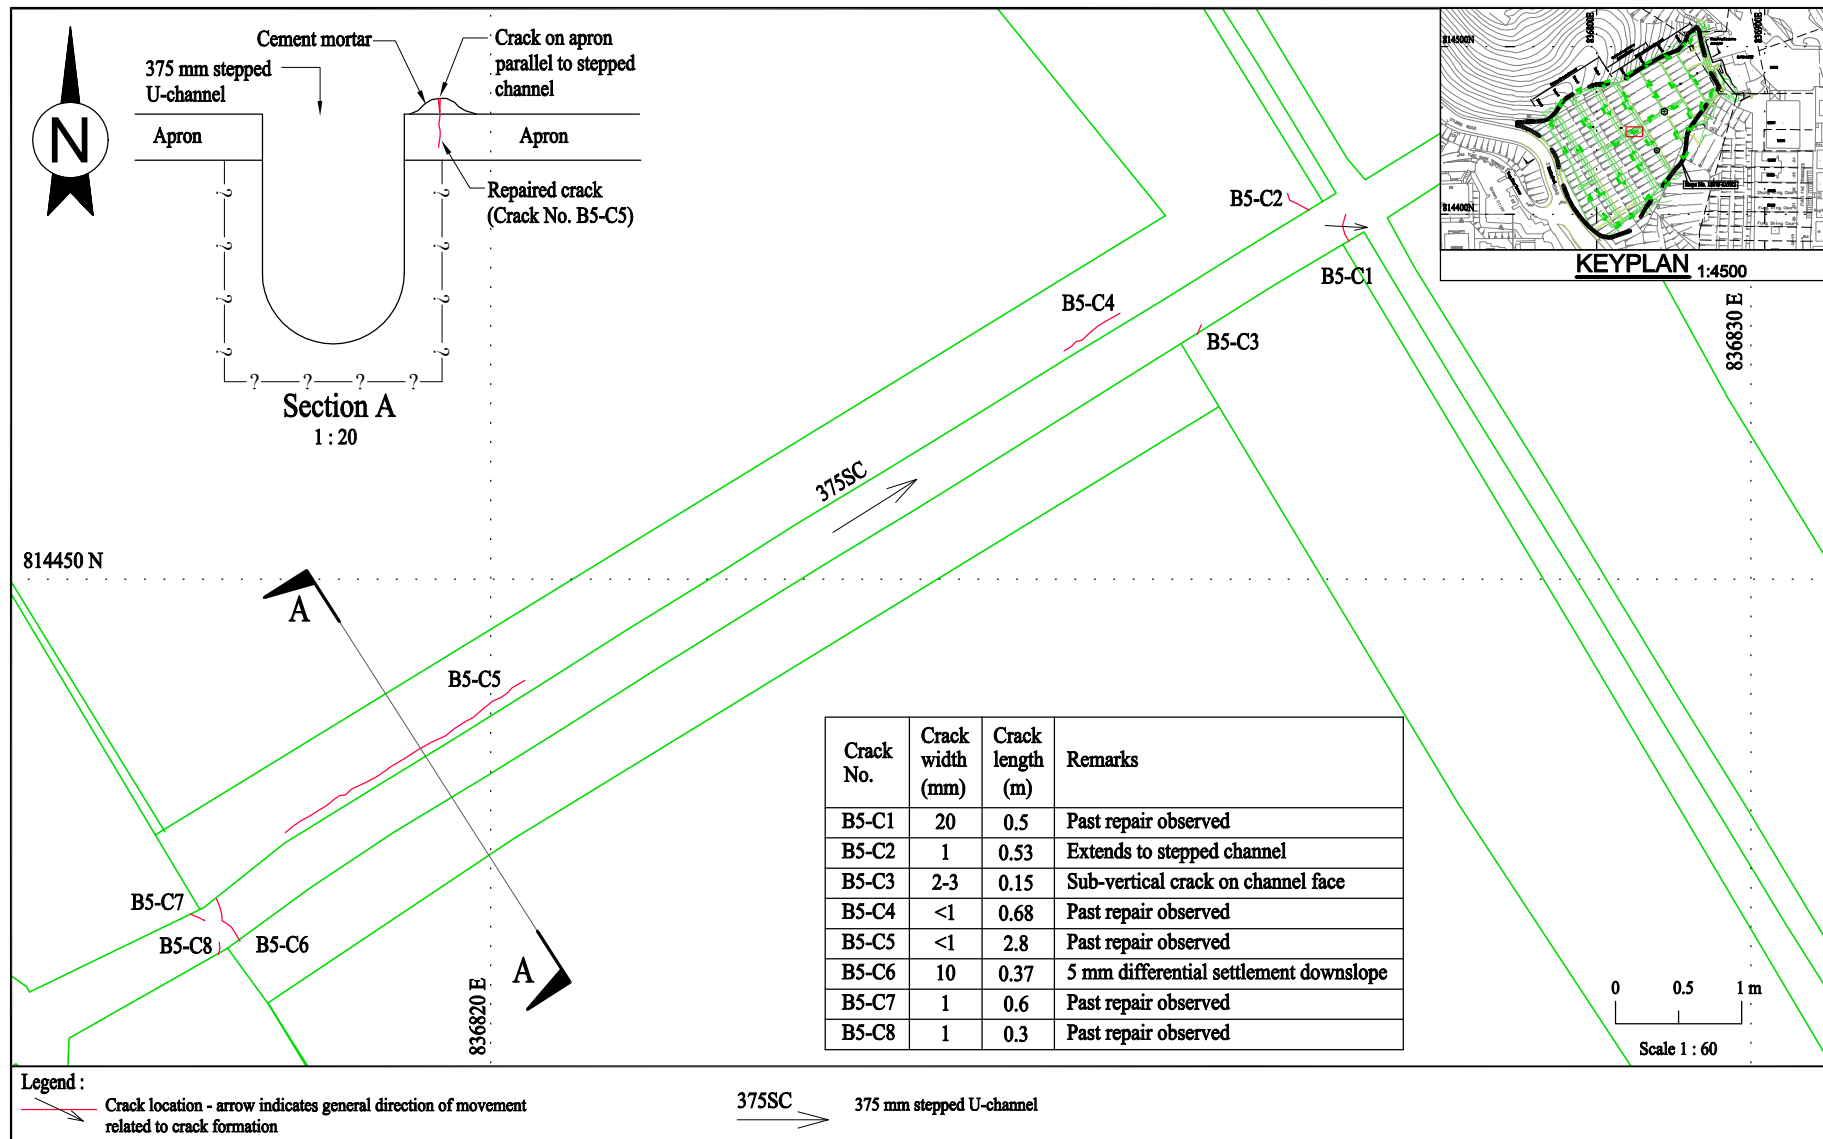 N
Cement mortar
Crack on apron
parallel to stepped
channel
375 mm stepped
U-channel
Apron
Apron
Repaired crack
(Crack No. B5-C5)
?
?
?
?
?
?
?
?
? ? ? ?
Section A
1 : 20
814500N
836800E
814400N
KEYPLAN 1:4500
B5-C2
B5-C1
B5-C4
B5-C3
836830 E
375SC
814450 N
A
B5-C5
A
836820 E
B5-C7
B5-C8
B5-C6
Crack No. Crack width (mm) Crack length (m) Remarks
B5-C1 20 0.5 Past repair observed
B5-C2 1 0.53 Extends to stepped channel
B5-C3 2-3 0.15 Sub-vertical crack on channel face
B5-C4 <1 0.68 Past repair observed
B5-C5 <1 2.8 Past repair observed
B5-C6 10 0.37 5 mm differential settlement downslope
B5-C7 1 0.6 Past repair observed
B5-C8 1 0.3 Past repair observed
0 0.5 1 m
Scale 1 : 60
Legend :
Crack location - arrow indicates general direction of movement
related to crack formation
375SC
375 mm stepped U-channel